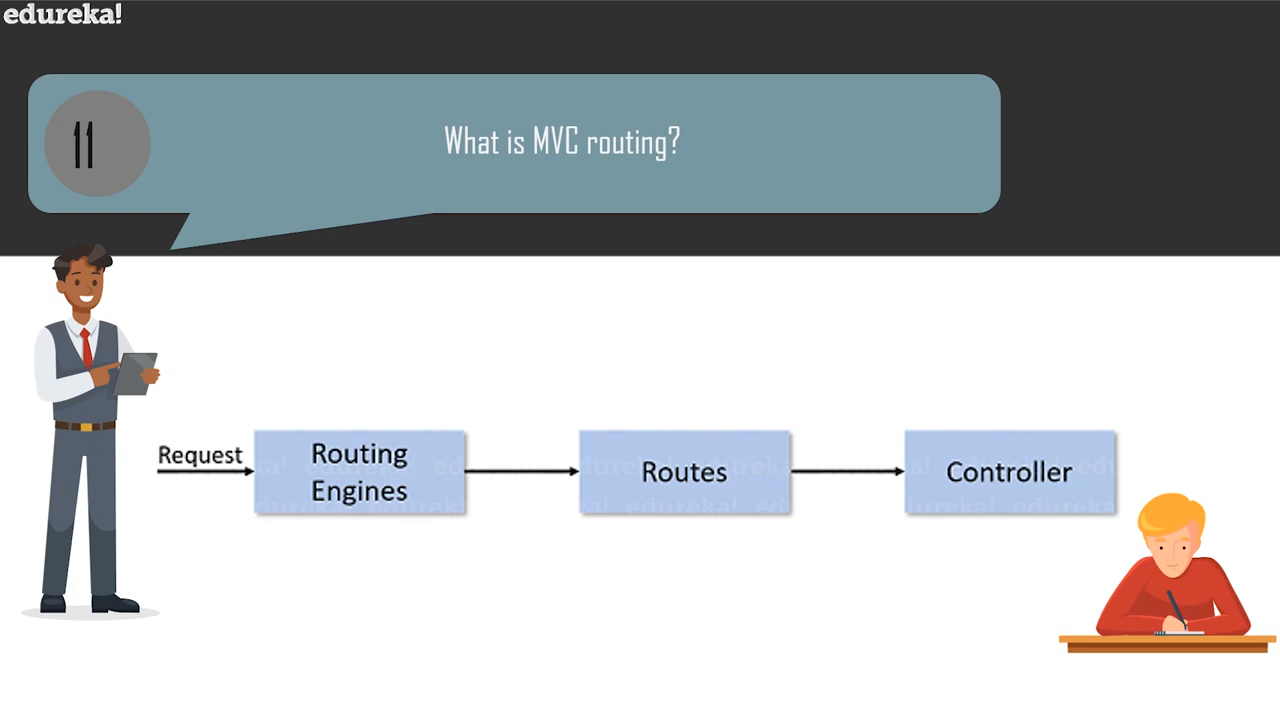 edureka!
11
What is MVC routing?
Request
Routing
Engines
Routes
Controller